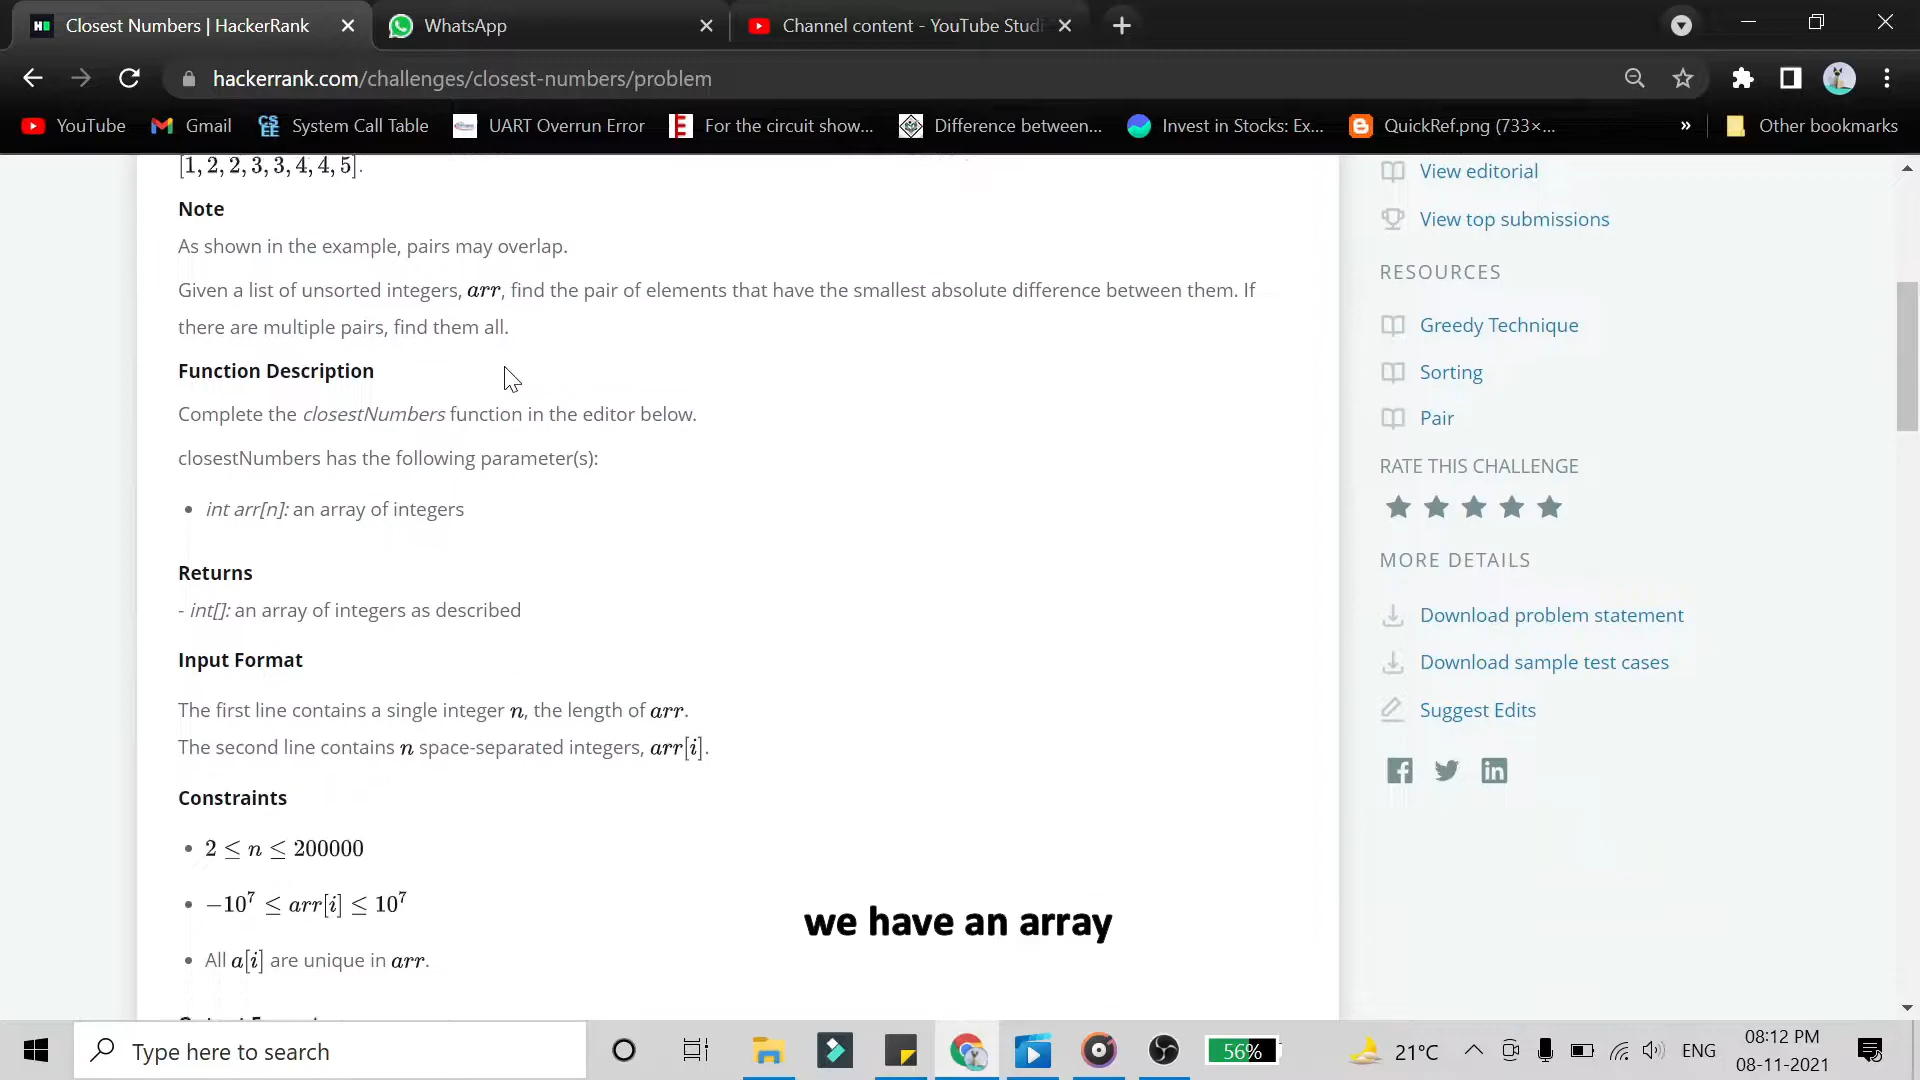 Closest Numbers | HackerRank
WhatsApp
Channel content - YouTube Studi
hackerrank.com/challenges/closest-numbers/problem
YouTube
Gmail
System Call Table
UART Overrun Error
For the circuit show...
Difference between...
Invest in Stocks: Ex...
QuickRef.png (733×...
»
Other bookmarks
[1, 2, 2, 3, 3, 4, 4, 5].
Note
As shown in the example, pairs may overlap.
Given a list of unsorted integers, arr, find the pair of elements that have the smallest absolute difference between them. If
there are multiple pairs, find them all.
Function Description
Complete the closestNumbers function in the editor below.
closestNumbers has the following parameter(s):
• int arr[n]: an array of integers
Returns
- int[]: an array of integers as described
Input Format
The first line contains a single integer n, the length of arr.
The second line contains n space-separated integers, arr[i].
Constraints
• 2 ≤ n ≤ 200000
• −10⁷ ≤ arr[i] ≤ 10⁷
• All a[i] are unique in arr.
we have an array
View editorial
View top submissions
RESOURCES
Greedy Technique
Sorting
Pair
RATE THIS CHALLENGE
MORE DETAILS
Download problem statement
Download sample test cases
Suggest Edits
Type here to search
56%
21°C
ENG
08:12 PM
08-11-2021